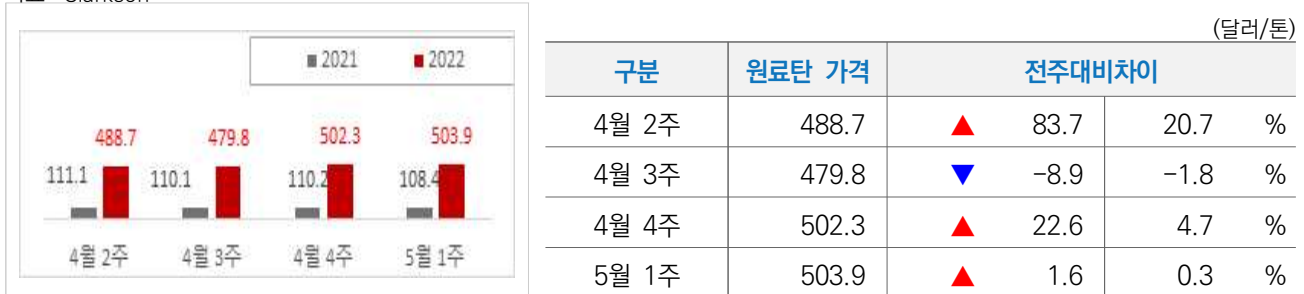 Clarkson
(달러/톤)
■ 2021 ■ 2022
488.7 479.8 502.3 503.9
111.1 110.1 110.2 108.4
4월 2주 4월 3주 4월 4주 5월 1주
구분 원료탄 가격 전주대비차이
4월 2주 488.7 ▲ 83.7 20.7 %
4월 3주 479.8 ▼ -8.9 -1.8 %
4월 4주 502.3 ▲ 22.6 4.7 %
5월 1주 503.9 ▲ 1.6 0.3 %